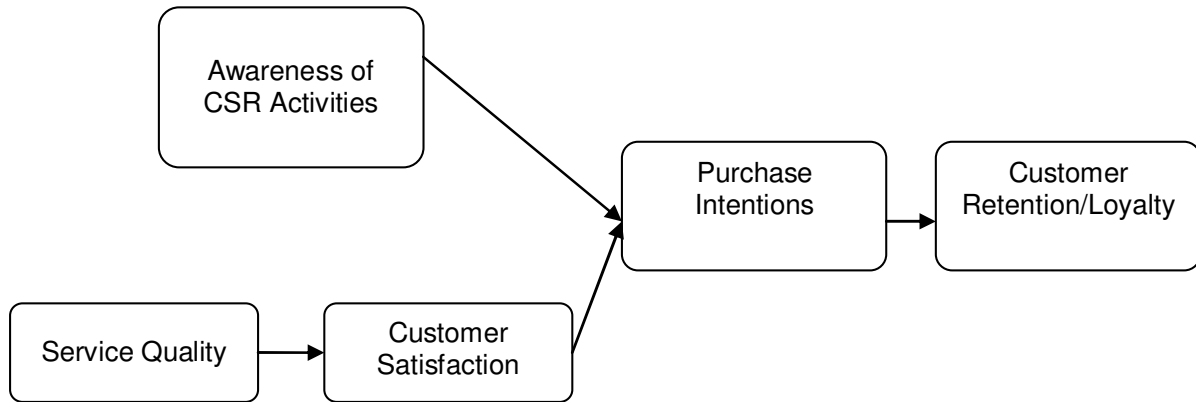 Awareness of
CSR Activities
Purchase
Intentions
Customer
Retention/Loyalty
Service Quality
Customer
Satisfaction